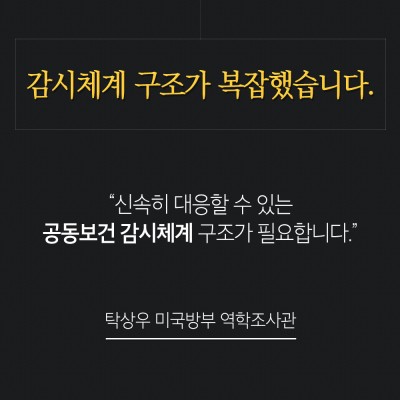 감시체계 구조가 복잡했습니다.
“신속히 대응할 수 있는
공동보건 감시체계 구조가 필요합니다.”
탁상우 미국방부 역학조사관